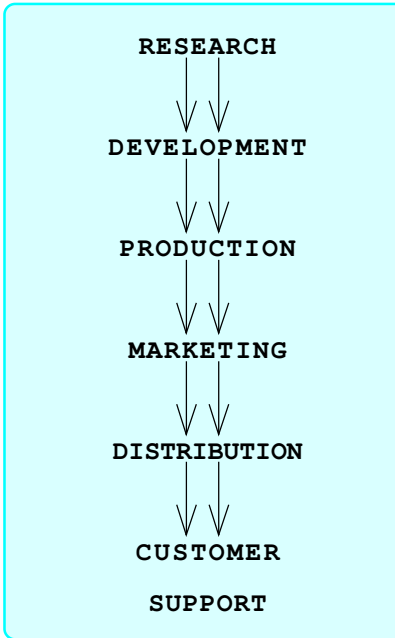 RESEARCH
DEVELOPMENT
PRODUCTION
MARKETING
DISTRIBUTION
CUSTOMER
SUPPORT